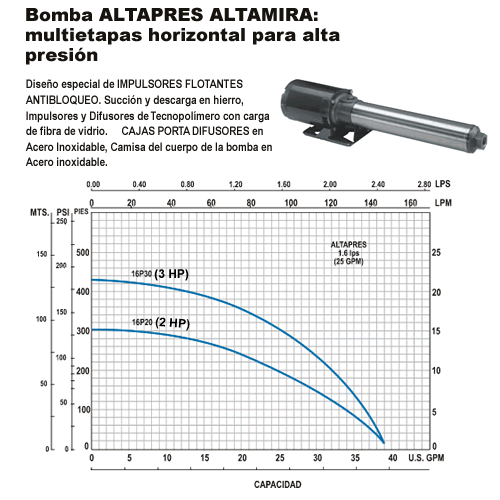 Bomba ALTAPRES ALTAMIRA:
multietapas horizontal para alta
presión
Diseño especial de IMPULSORES FLOTANTES
ANTIBLOQUEO. Succión y descarga en hierro,
Impulsores y Difusores de Tecnopolímero con carga
de fibra de vidrio. CAJAS PORTA DIFUSORES en
Acero Inoxidable, Camisa del cuerpo de la bomba en
Acero inoxidable.
0.00 0.40 0.80 1.20 1.60 2.00 2.40 2.80 LPS
0 20 40 60 80 100 120 140 160 LPM
MTS. PSI PIES
ALTAPRES
1.6 lps
(25 GPM)
250
200
150
100
50
0
150
100
50
0
500
400
300
200
100
0
25
20
15
10
5
0
16P30 (3 HP)
16P20 (2 HP)
0 5 10 15 20 25 30 35 40 U.S. GPM
CAPACIDAD